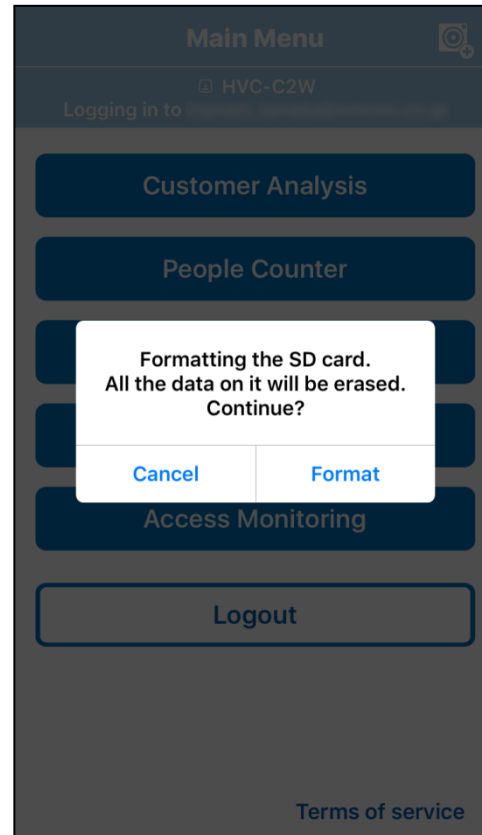 Main Menu
HVC-C2W
Logging in to
Customer Analysis
People Counter
Formatting the SD card.
All the data on it will be erased.
Continue?
Cancel Format
Access Monitoring
Logout
Terms of service